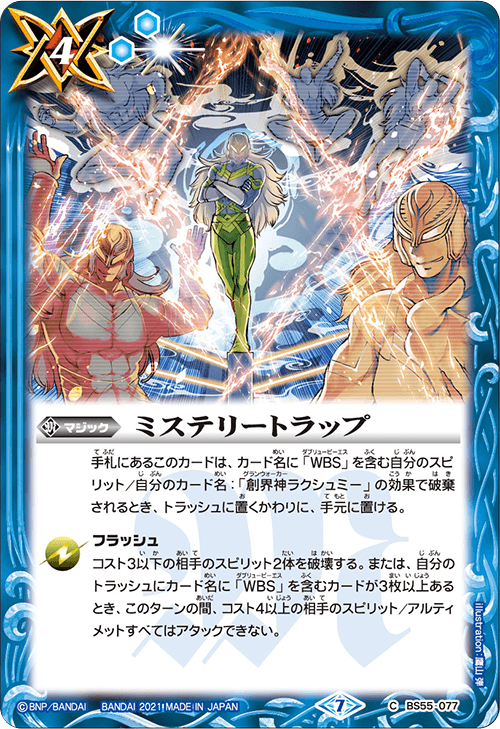 4
マジック
ミステリートラップ
手札にあるこのカードは、カード名に「WBS」を含む自分のスピ
リット/自分のカード名:「創界神ラクシュミー」の効果で破棄
されるとき、トラッシュに置くかわりに、手元に置ける。
フラッシュ
コスト3以下の相手のスピリット2体を破壊する。または、自分の
トラッシュにカード名に「WBS」を含むカードが3枚以上ある
とき、このターンの間、コスト4以上の相手のスピリット/アルティ
メットすべてはアタックできない。
©BNP/BANDAI BANDAI 2021 MADE IN JAPAN
7
C BS55-077